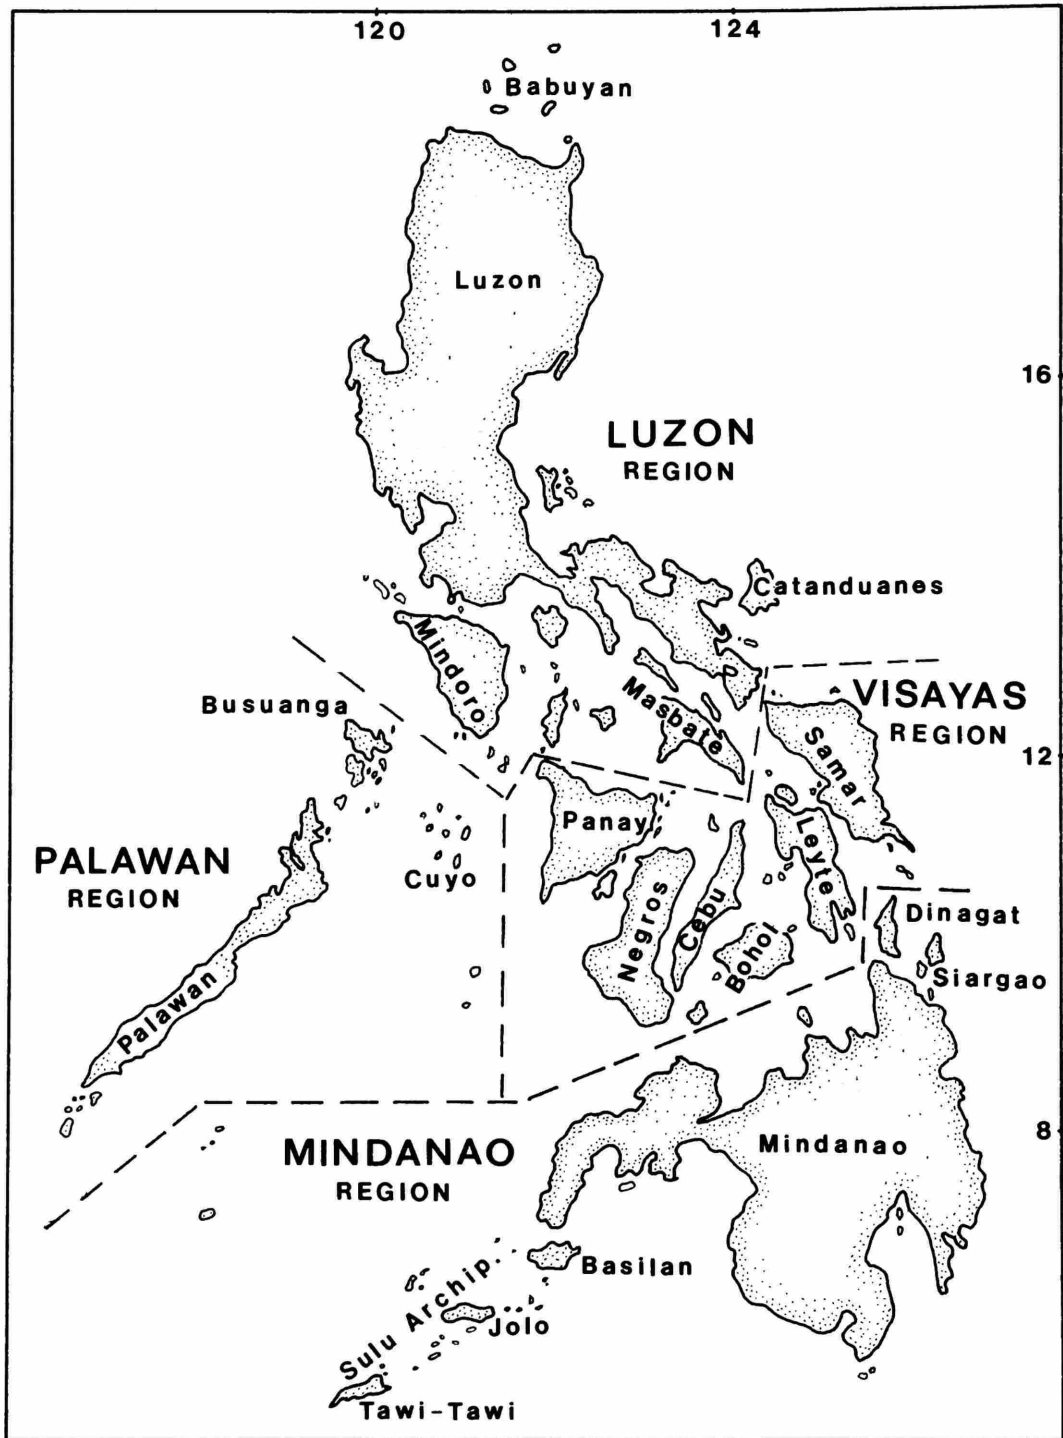 120
124
Babuyan
Luzon
16
LUZON
REGION
Catanduanes
Mindoro
Busuanga
Masbate
VISAYAS
REGION
Samar
12
Panay
Leyte
PALAWAN
REGION
Cuyo
Negros
Cebu
Bohol
Dinagat
Siargao
Palawan
MINDANAO
REGION
Mindanao
8
Basilan
Sulu Archip.
Jolo
Tawi-Tawi